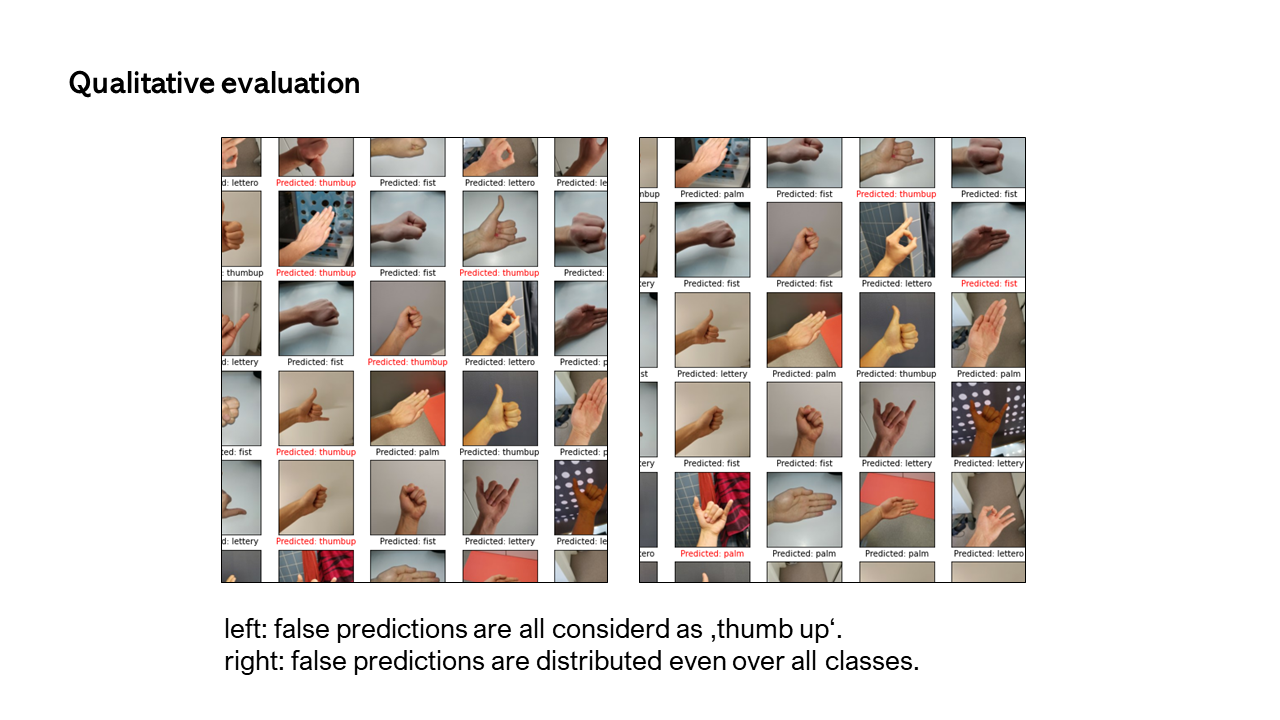 Qualitative evaluation
d: lettero Predicted: thumbup Predicted: fist Predicted: lettero Predicted: le
: thumbup Predicted: thumbup Predicted: fist Predicted: thumbup Predicted:
d: lettery Predicted: fist Predicted: thumbup Predicted: lettero Predicted: p
ed: fist Predicted: thumbup Predicted: palm Predicted: thumbup Predicted: p
d: lettery Predicted: thumbup Predicted: fist Predicted: lettery Predicted: le
mbup Predicted: palm Predicted: fist Predicted: thumbup Predicted: fist
ery Predicted: fist Predicted: fist Predicted: lettero Predicted: fist
st Predicted: lettery Predicted: palm Predicted: thumbup Predicted: palm
ery Predicted: fist Predicted: fist Predicted: lettery Predicted: lettery
ero Predicted: palm Predicted: palm Predicted: palm Predicted: lettero
left: false predictions are all considerd as ‚thumb up‘.
right: false predictions are distributed even over all classes.